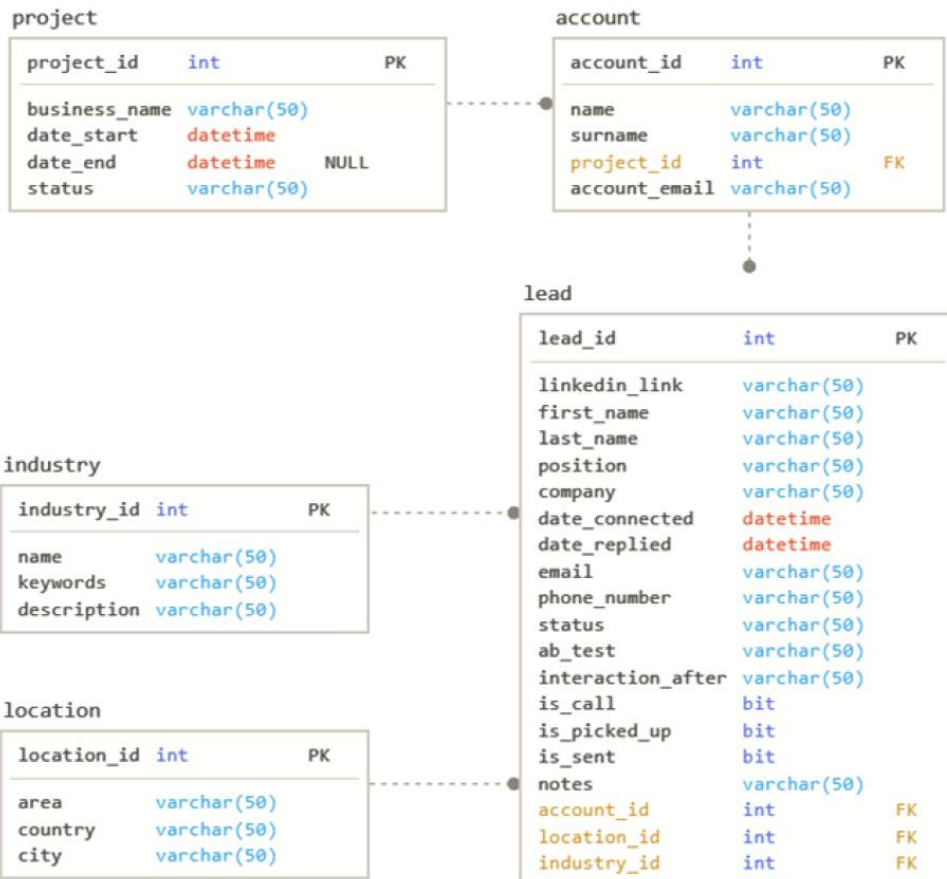 project
project_id int PK
business_name varchar(50)
date_start datetime
date_end datetime NULL
status varchar(50)
account
account_id int PK
name varchar(50)
surname varchar(50)
project_id int FK
account_email varchar(50)
lead
lead_id int PK
linkedin_link varchar(50)
first_name varchar(50)
last_name varchar(50)
position varchar(50)
company varchar(50)
date_connected datetime
date_replied datetime
email varchar(50)
phone_number varchar(50)
status varchar(50)
ab_test varchar(50)
interaction_after varchar(50)
is_call bit
is_picked_up bit
is_sent bit
notes varchar(50)
account_id int FK
location_id int FK
industry_id int FK
industry
industry_id int PK
name varchar(50)
keywords varchar(50)
description varchar(50)
location
location_id int PK
area varchar(50)
country varchar(50)
city varchar(50)